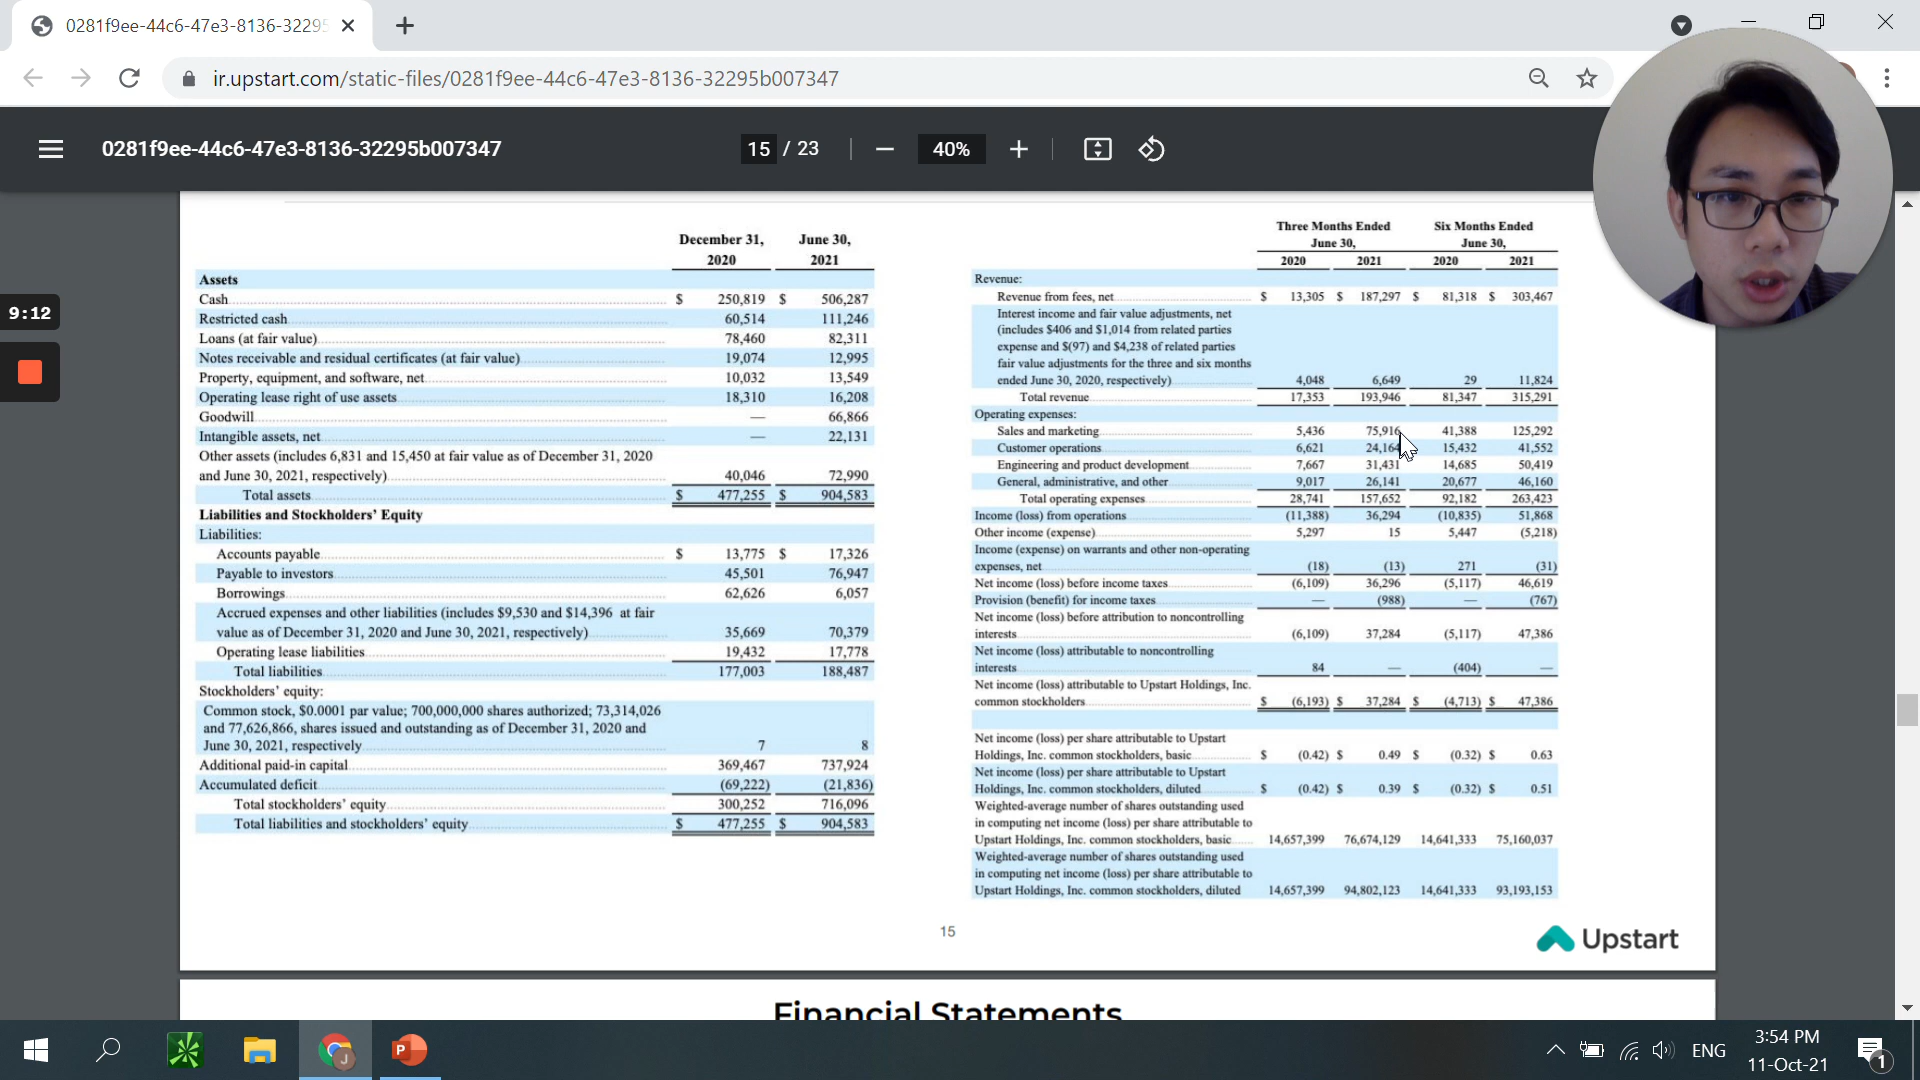 0281f9ee-44c6-47e3-8136-32295
ir.upstart.com/static-files/0281f9ee-44c6-47e3-8136-32295b007347
0281f9ee-44c6-47e3-8136-32295b007347
15 / 23
40%
9:12
December 31, June 30,
2020 2021
Assets
Cash $ 250,819 $ 506,287
Restricted cash 60,514 111,246
Loans (at fair value) 78,460 82,311
Notes receivable and residual certificates (at fair value) 19,074 12,995
Property, equipment, and software, net 10,032 13,549
Operating lease right of use assets 18,310 16,208
Goodwill — 66,866
Intangible assets, net — 22,131
Other assets (includes 6,831 and 15,450 at fair value as of December 31, 2020
and June 30, 2021, respectively) 40,046 72,990
Total assets $ 477,255 $ 904,583
Liabilities and Stockholders' Equity
Liabilities:
Accounts payable $ 13,775 $ 17,326
Payable to investors 45,501 76,947
Borrowings 62,626 6,057
Accrued expenses and other liabilities (includes $9,530 and $14,396 at fair
value as of December 31, 2020 and June 30, 2021, respectively) 35,669 70,379
Operating lease liabilities 19,432 17,778
Total liabilities 177,003 188,487
Stockholders' equity:
Common stock, $0.0001 par value; 700,000,000 shares authorized; 73,314,026
and 77,626,866, shares issued and outstanding as of December 31, 2020 and
June 30, 2021, respectively 7 8
Additional paid-in capital 369,467 737,924
Accumulated deficit (69,222) (21,836)
Total stockholders' equity 300,252 716,096
Total liabilities and stockholders' equity $ 477,255 $ 904,583
Three Months Ended Six Months Ended
June 30, June 30,
2020 2021 2020 2021
Revenue:
Revenue from fees, net $ 13,305 $ 187,297 $ 81,318 $ 303,467
Interest income and fair value adjustments, net
(includes $406 and $1,014 from related parties
expense and $(97) and $4,238 of related parties
fair value adjustments for the three and six months
ended June 30, 2020, respectively) 4,048 6,649 29 11,824
Total revenue 17,353 193,946 81,347 315,291
Operating expenses:
Sales and marketing 5,436 75,916 41,388 125,292
Customer operations 6,621 24,164 15,432 41,552
Engineering and product development 7,667 31,431 14,685 50,419
General, administrative, and other 9,017 26,141 20,677 46,160
Total operating expenses 28,741 157,652 92,182 263,423
Income (loss) from operations (11,388) 36,294 (10,835) 51,868
Other income (expense) 5,297 15 5,447 (5,218)
Income (expense) on warrants and other non-operating
expenses, net (18) (13) 271 (31)
Net income (loss) before income taxes (6,109) 36,296 (5,117) 46,619
Provision (benefit) for income taxes — (988) — (767)
Net income (loss) before attribution to noncontrolling
interests (6,109) 37,284 (5,117) 47,386
Net income (loss) attributable to noncontrolling
interests 84 — (404) —
Net income (loss) attributable to Upstart Holdings, Inc.
common stockholders $ (6,193) $ 37,284 $ (4,713) $ 47,386
Net income (loss) per share attributable to Upstart
Holdings, Inc. common stockholders, basic $ (0.42) $ 0.49 $ (0.32) $ 0.63
Net income (loss) per share attributable to Upstart
Holdings, Inc. common stockholders, diluted $ (0.42) $ 0.39 $ (0.32) $ 0.51
Weighted-average number of shares outstanding used
in computing net income (loss) per share attributable to
Upstart Holdings, Inc. common stockholders, basic 14,657,399 76,674,129 14,641,333 75,160,037
Weighted-average number of shares outstanding used
in computing net income (loss) per share attributable to
Upstart Holdings, Inc. common stockholders, diluted 14,657,399 94,802,123 14,641,333 93,193,153
15
Upstart
Financial Statements
J
P
ENG
3:54 PM
11-Oct-21
1